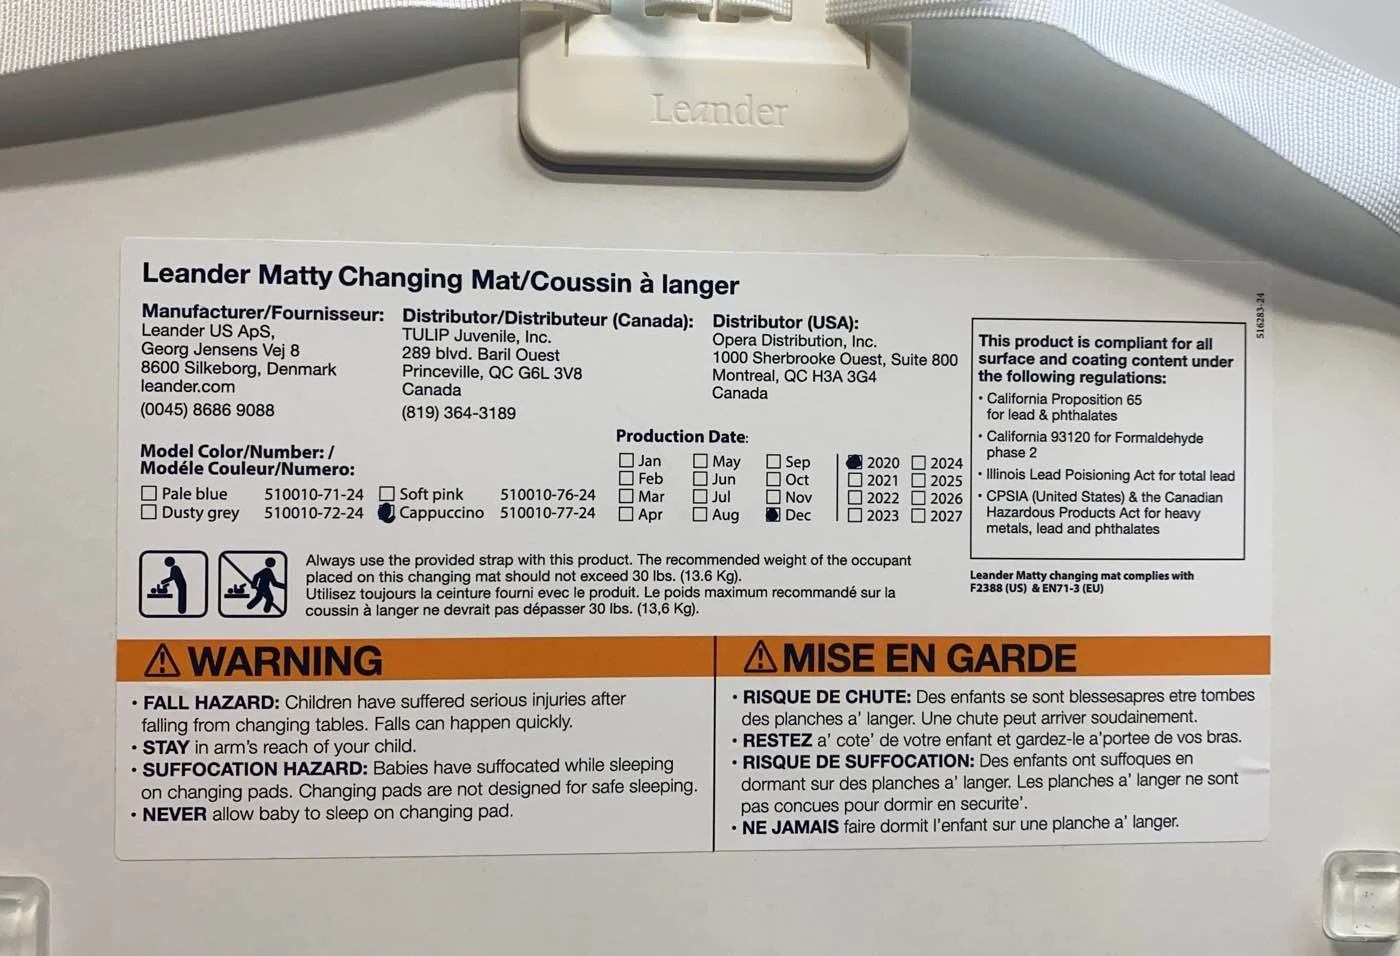 Leander
Leander Matty Changing Mat/Coussin à langer
Manufacturer/Fournisseur:
Leander US ApS,
Georg Jensens Vej 8
8600 Silkeborg, Denmark
leander.com
(0045) 8686 9088
Distributor/Distributeur (Canada):
TULIP Juvenile, Inc.
289 blvd. Baril Ouest
Princeville, QC G6L 3V8
Canada
(819) 364-3189
Distributor (USA):
Opera Distribution, Inc.
1000 Sherbrooke Ouest, Suite 800
Montreal, QC H3A 3G4
Canada
This product is compliant for all
surface and coating content under
the following regulations:
• California Proposition 65
for lead & phthalates
• California 93120 for Formaldehyde
phase 2
• Illinois Lead Poisioning Act for total lead
• CPSIA (United States) & the Canadian
Hazardous Products Act for heavy
metals, lead and phthalates
516283-24
Model Color/Number: /
Modéle Couleur/Numero:
Pale blue 510010-71-24 Soft pink 510010-76-24
Dusty grey 510010-72-24 Cappuccino 510010-77-24
Production Date:
Jan May Sep 2020 2024
Feb Jun Oct 2021 2025
Mar Jul Nov 2022 2026
Apr Aug Dec 2023 2027
Leander Matty changing mat complies with
F2388 (US) & EN71-3 (EU)
Always use the provided strap with this product. The recommended weight of the occupant
placed on this changing mat should not exceed 30 lbs. (13.6 Kg).
Utilisez toujours la ceinture fourni evec le produit. Le poids maximum recommandé sur la
coussin à langer ne devrait pas dépasser 30 lbs. (13,6 Kg).
WARNING
• FALL HAZARD: Children have suffered serious injuries after
falling from changing tables. Falls can happen quickly.
• STAY in arm's reach of your child.
• SUFFOCATION HAZARD: Babies have suffocated while sleeping
on changing pads. Changing pads are not designed for safe sleeping.
• NEVER allow baby to sleep on changing pad.
MISE EN GARDE
• RISQUE DE CHUTE: Des enfants se sont blessesapres etre tombes
des planches a' langer. Une chute peut arriver soudainement.
• RESTEZ a' cote' de votre enfant et gardez-le a'portee de vos bras.
• RISQUE DE SUFFOCATION: Des enfants ont suffoques en
dormant sur des planches a' langer. Les planches a' langer ne sont
pas concues pour dormir en securite'.
• NE JAMAIS faire dormit l'enfant sur une planche a' langer.